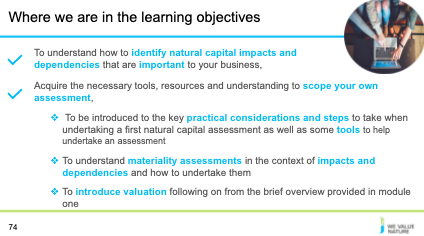 Where we are in the learning objectives
To understand how to identify natural capital impacts and
dependencies that are important to your business,
Acquire the necessary tools, resources and understanding to scope your own
assessment,
To be introduced to the key practical considerations and steps to take when
undertaking a first natural capital assessment as well as some tools to help
undertake an assessment
To understand materiality assessments in the context of impacts and
dependencies and how to undertake them
To introduce valuation following on from the brief overview provided in module
one
74
WE VALUE
NATURE